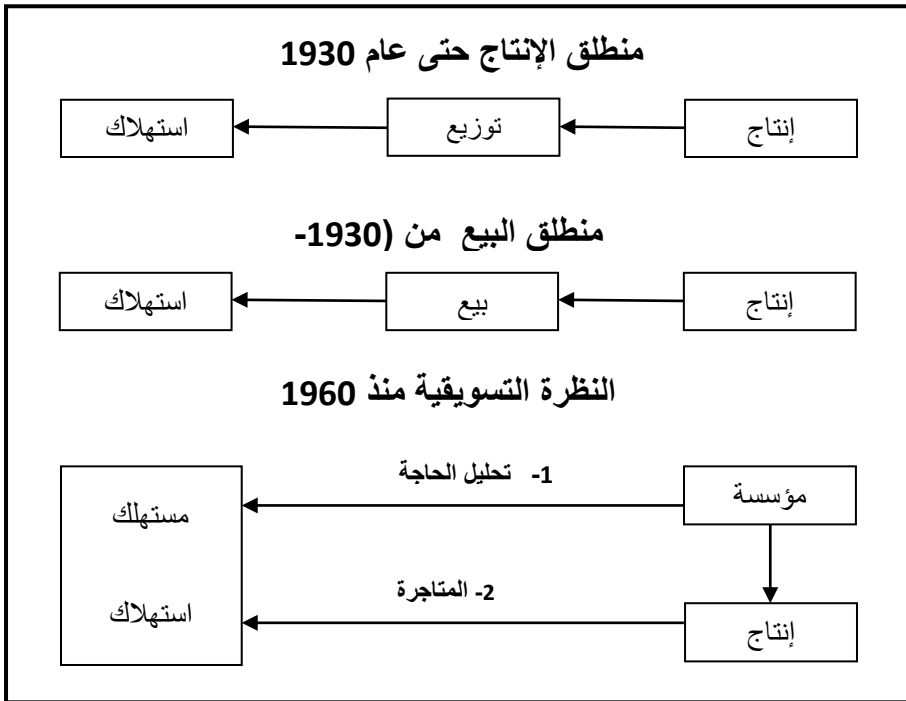 منطلق الإنتاج حتى عام 1930
إنتاج
توزيع
استهلاك
منطلق البيع من (1930-
إنتاج
بيع
استهلاك
النظرة التسويقية منذ 1960
مؤسسة
1- تحليل الحاجة
مستهلك
إنتاج
2- المتاجرة
استهلاك